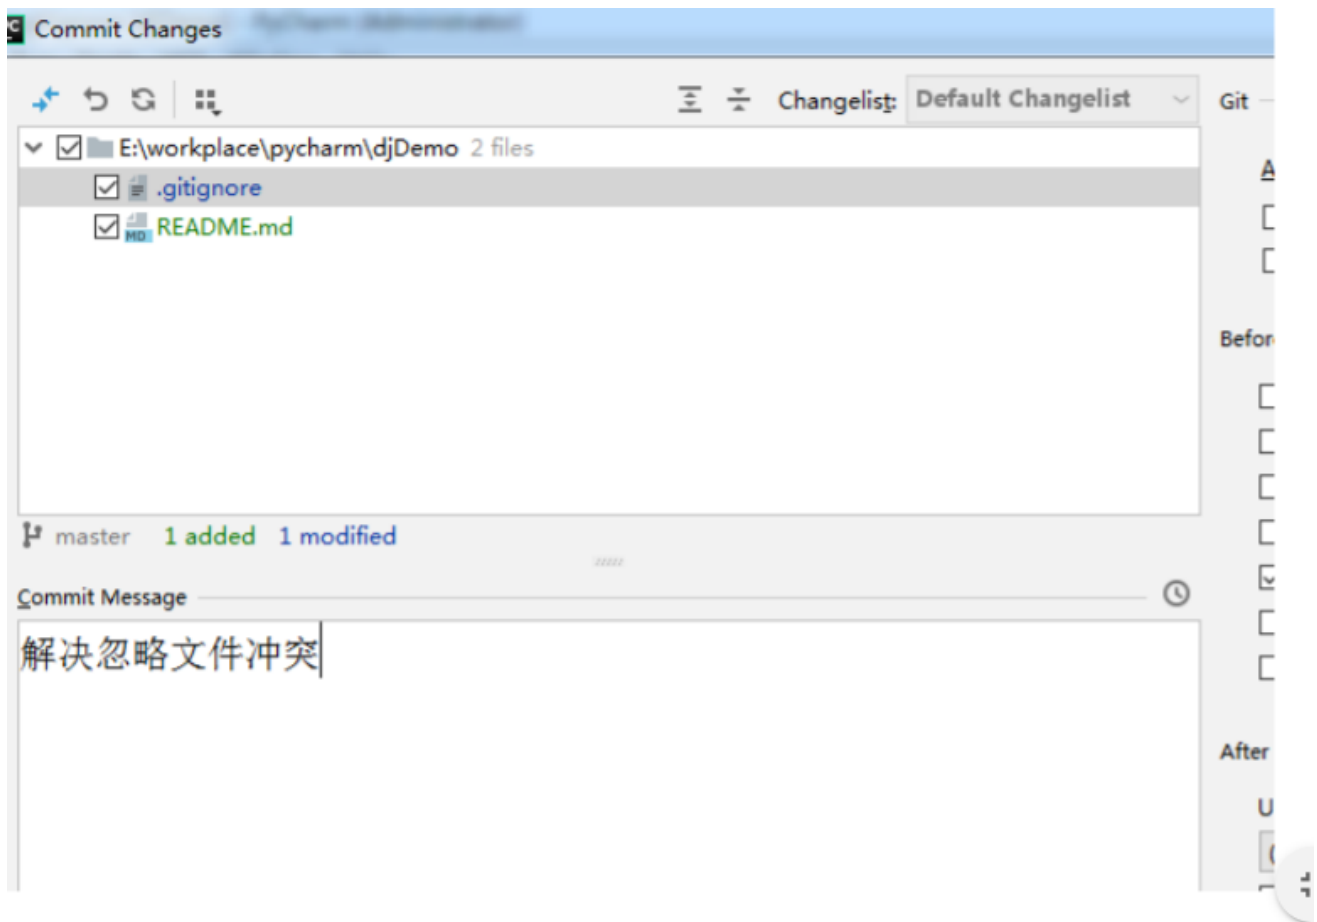 Commit Changes
Changelist: Default Changelist
Git
E:\workplace\pycharm\djDemo 2 files
.gitignore
MD README.md
master 1 added 1 modified
Commit Message
解决忽略文件冲突
A
Befor
After
U